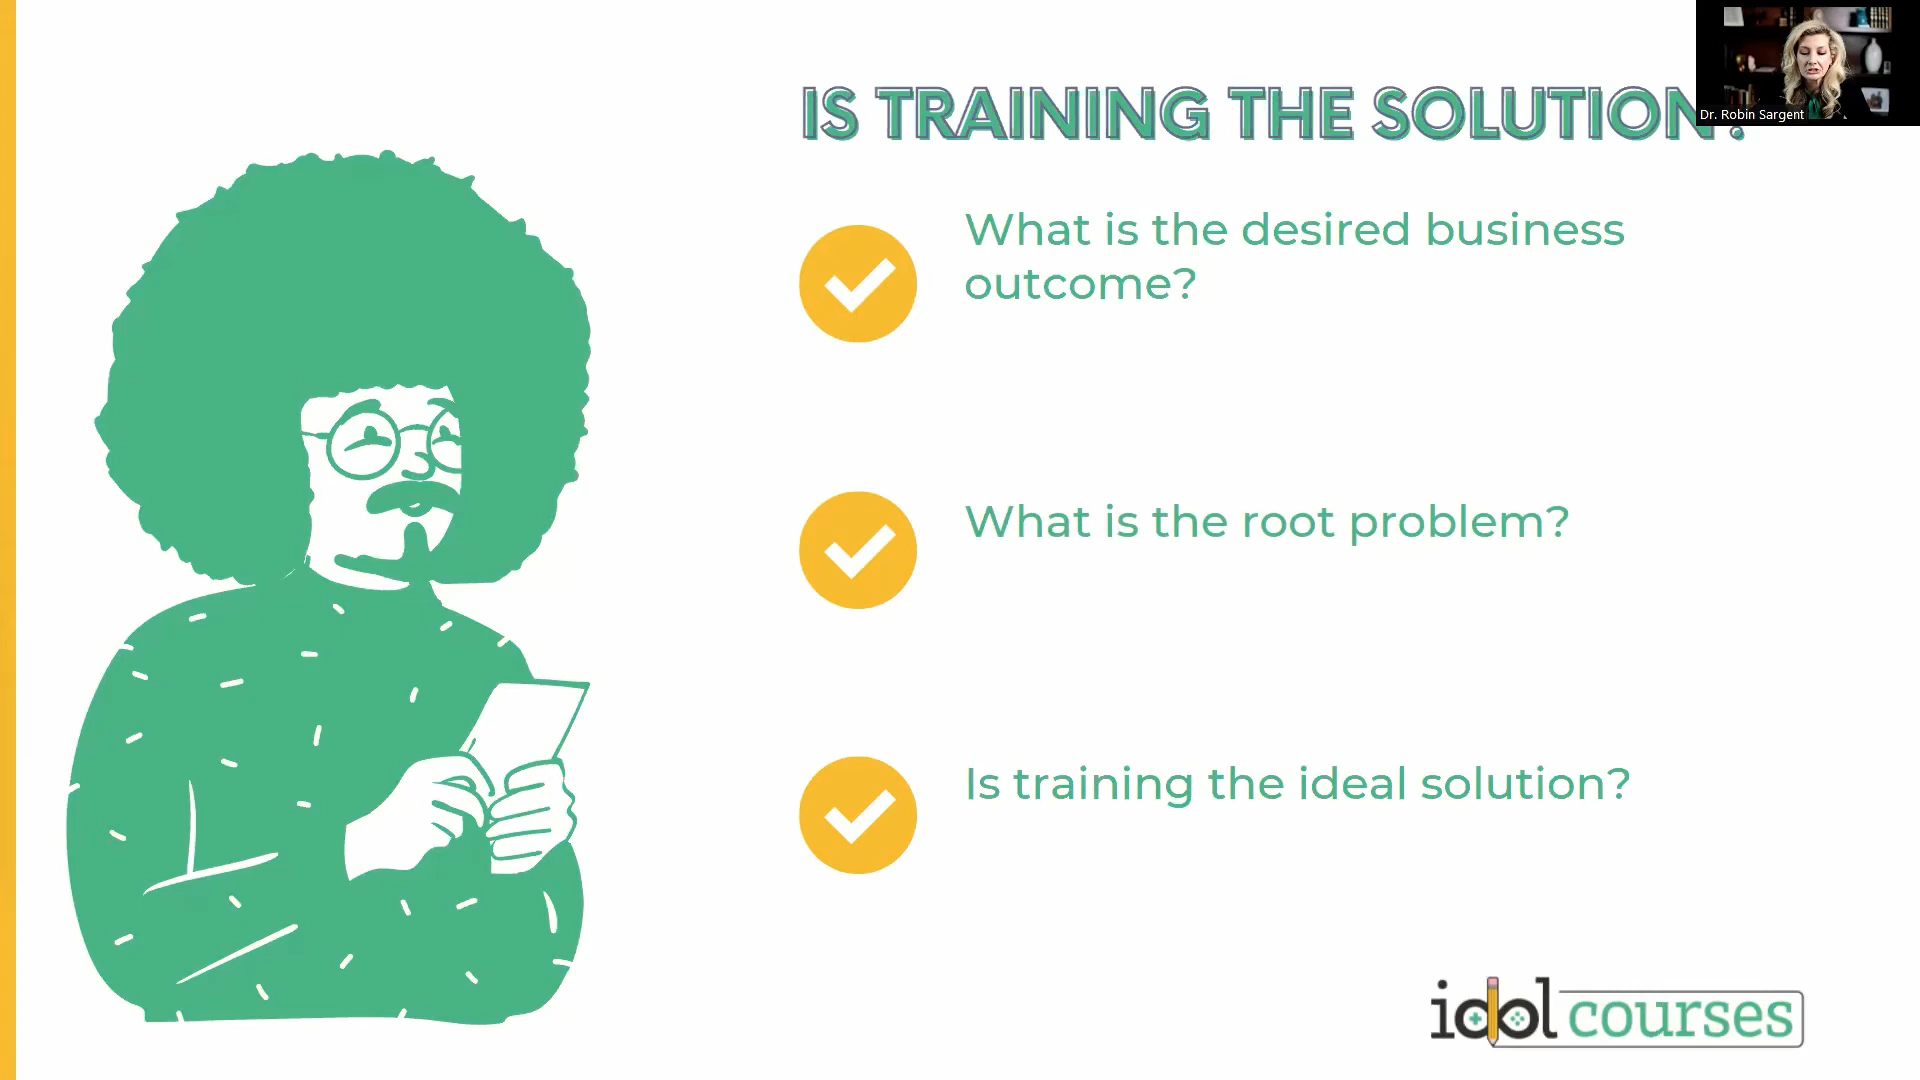 IS TRAINING THE SOLUTION?
Dr. Robin Sargent
What is the desired business
outcome?
What is the root problem?
Is training the ideal solution?
idol courses